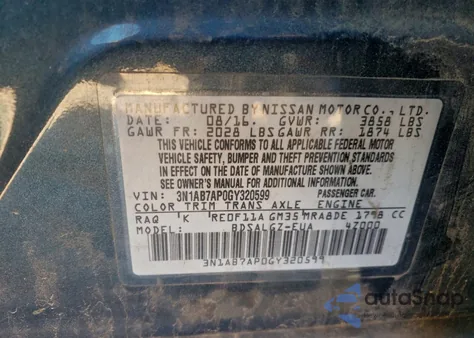 MANUFACTURED BY NISSAN MOTOR CO., LTD.
DATE: 08/16. GVWR: 3858 LBS
GAWR FR: 2028 LBS GAWR RR: 1874 LBS
THIS VEHICLE CONFORMS TO ALL APPLICABLE FEDERAL MOTOR
VEHICLE SAFETY, BUMPER AND THEFT PREVENTION STANDARDS
IN EFFECT ON THE DATE OF MANUFACTURE SHOWN ABOVE.
SEE OWNER'S MANUAL FOR ADDITIONAL INFORMATION.
VIN: 3N1AB7AP0GY320599 PASSENGER CAR.
COLOR TRIM TRANS AXLE ENGINE
RAQ K RE0F11A GM35 MRA8DE 1798 CC
MODEL: BDSALGZ-EUA 4Z000
3N1AB7AP0GY320599
autoSnap